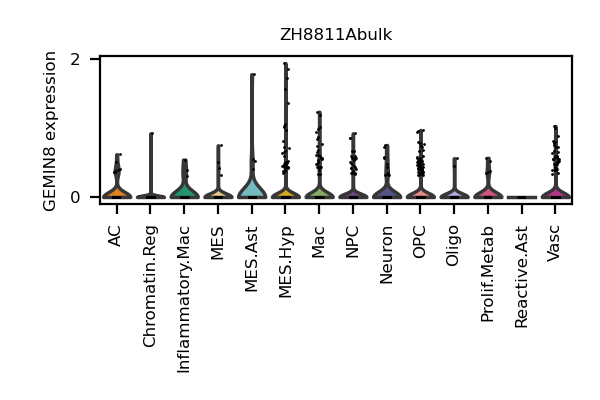 ZH8811Abulk
GEMIN8 expression
2
0
AC
Chromatin.Reg
Inflammatory.Mac
MES
MES.Ast
MES.Hyp
Mac
NPC
Neuron
OPC
Oligo
Prolif.Metab
Reactive.Ast
Vasc